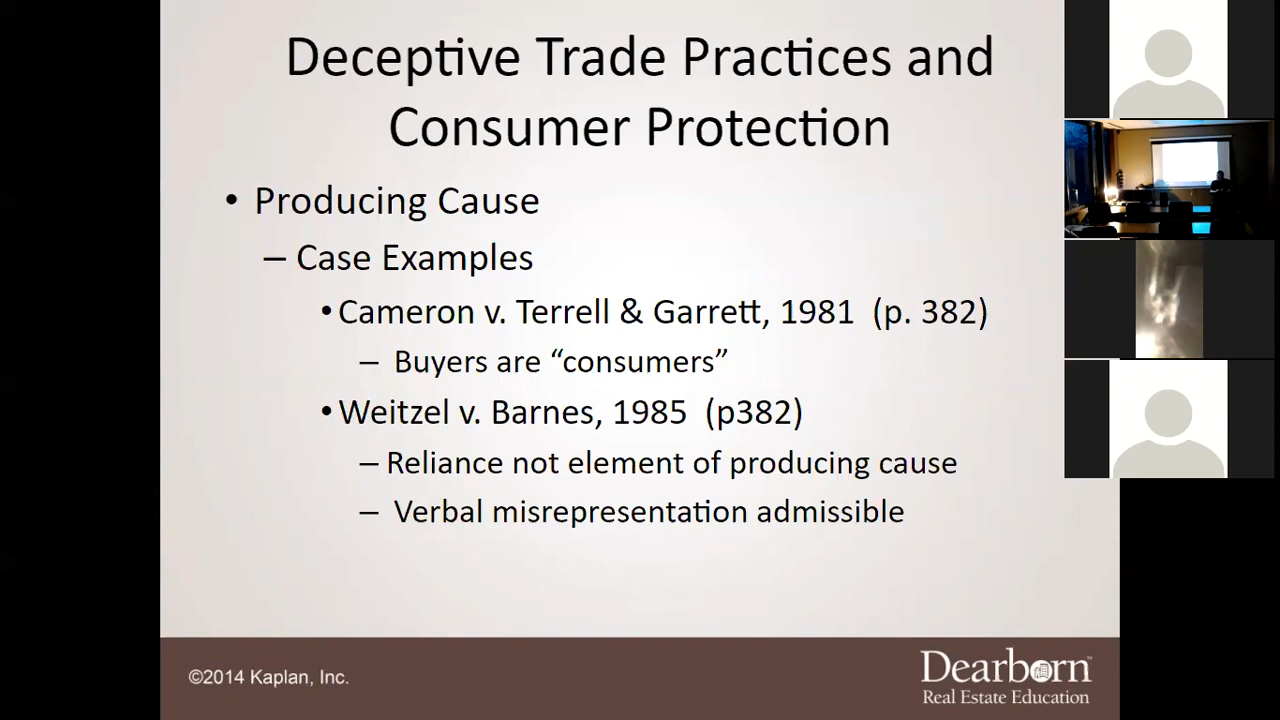 Deceptive Trade Practices and
Consumer Protection
• Producing Cause
– Case Examples
• Cameron v. Terrell & Garrett, 1981 (p. 382)
– Buyers are “consumers”
• Weitzel v. Barnes, 1985 (p382)
– Reliance not element of producing cause
– Verbal misrepresentation admissible
©2014 Kaplan, Inc.
Dearborn™
Real Estate Education